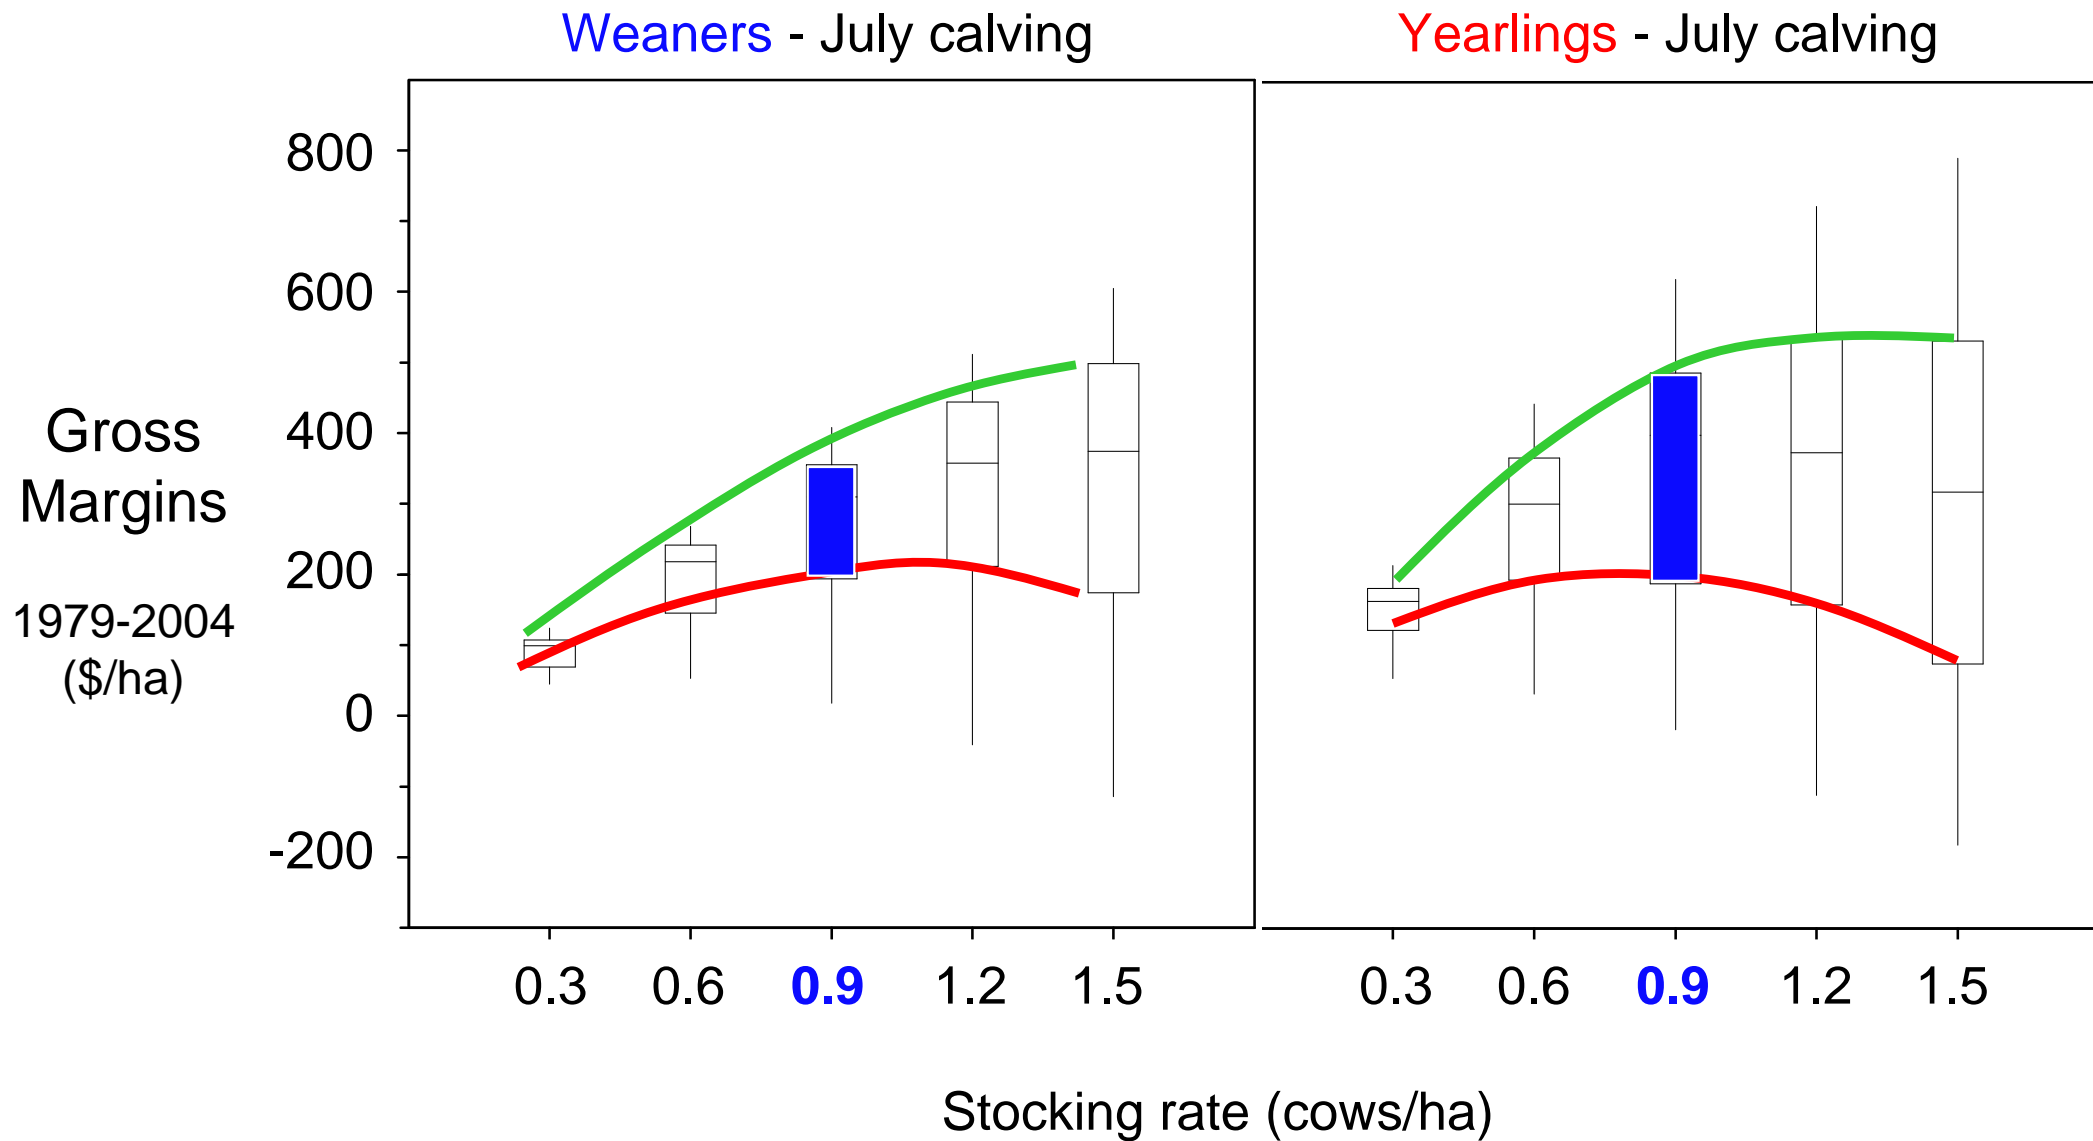 Weaners - July calving
Yearlings - July calving
800
600
400
200
0
-200
Gross
Margins
1979-2004
($/ha)
0.3 0.6 0.9 1.2 1.5
0.3 0.6 0.9 1.2 1.5
Stocking rate (cows/ha)